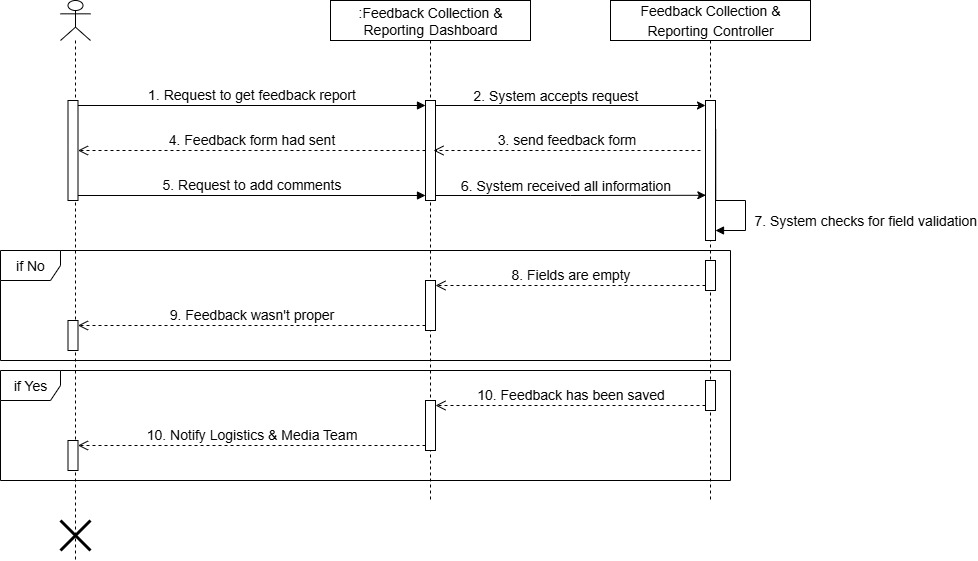 :Feedback Collection &
Reporting Dashboard
Feedback Collection &
Reporting Controller
1. Request to get feedback report
2. System accepts request
4. Feedback form had sent
3. send feedback form
5. Request to add comments
6. System received all information
7. System checks for field validation
if No
8. Fields are empty
9. Feedback wasn't proper
if Yes
10. Feedback has been saved
10. Notify Logistics & Media Team